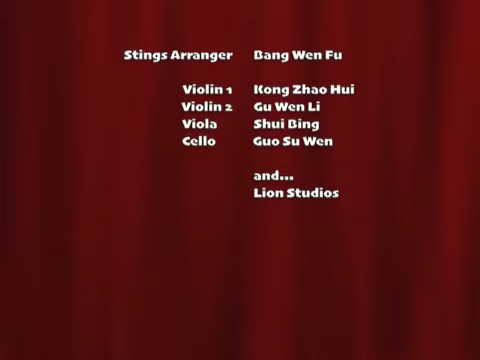 Stings Arranger Bang Wen Fu
Violin 1 Kong Zhao Hui
Violin 2 Gu Wen Li
Viola Shui Bing
Cello Guo Su Wen
and...
Lion Studios